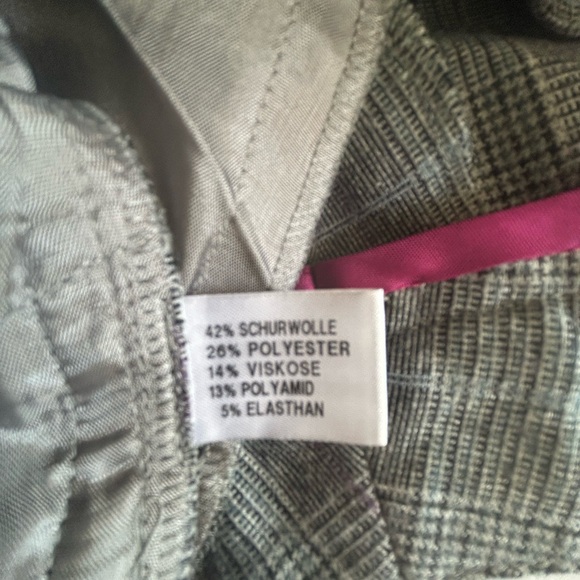 42% SCHURWOLLE
26% POLYESTER
14% VISKOSE
13% POLYAMID
5% ELASTHAN